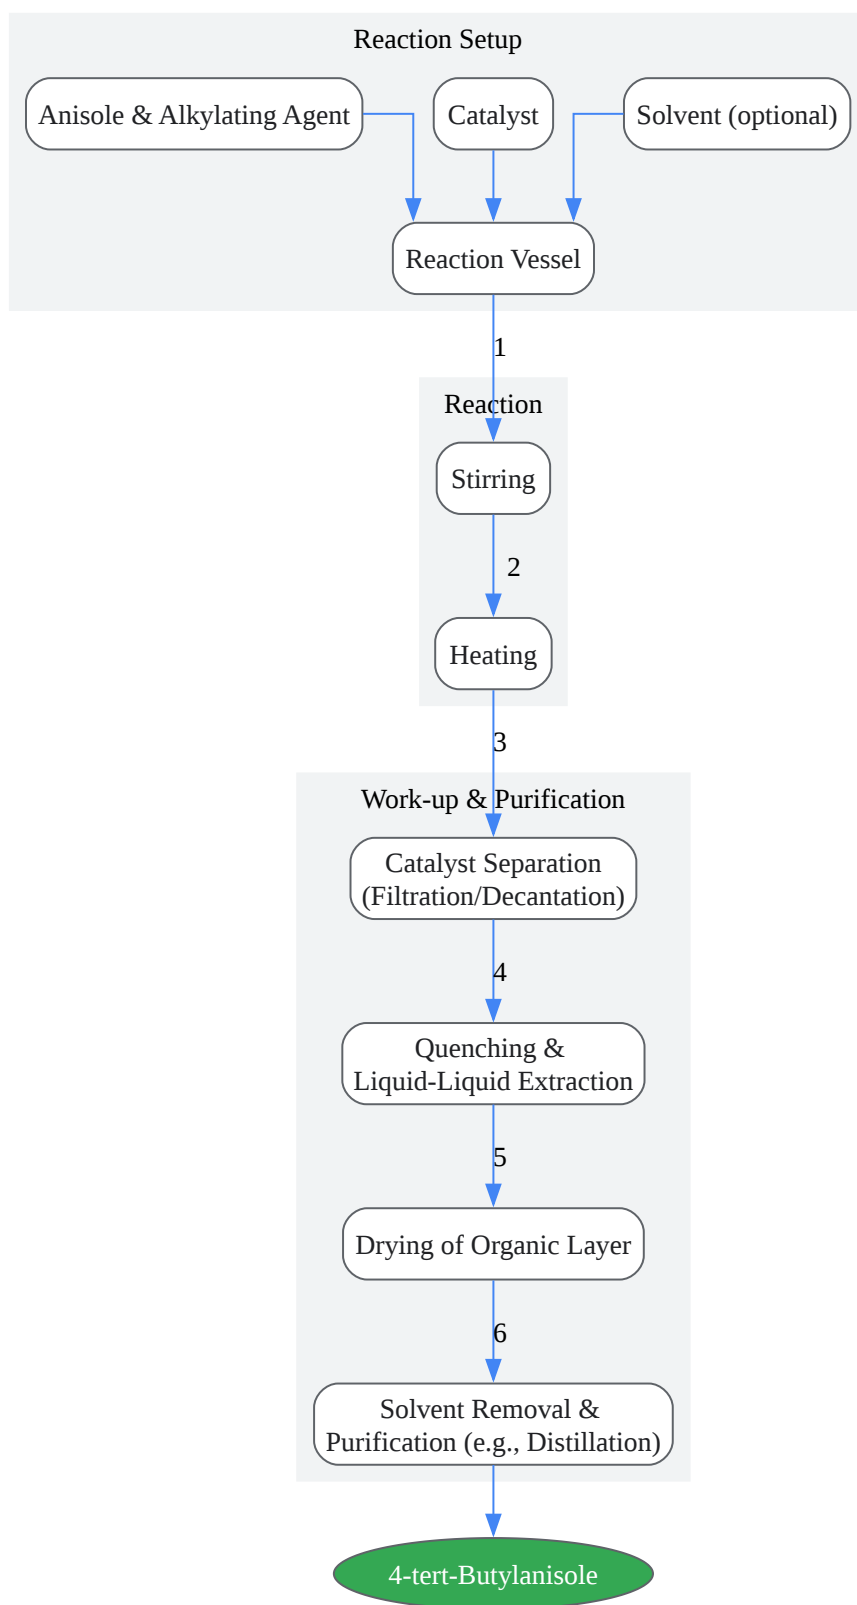 Reaction Setup
Anisole & Alkylating Agent
Catalyst
Solvent (optional)
Reaction Vessel
1
Reaction
Stirring
2
Heating
3
Work-up & Purification
Catalyst Separation
(Filtration/Decantation)
4
Quenching &
Liquid-Liquid Extraction
5
Drying of Organic Layer
6
Solvent Removal &
Purification (e.g., Distillation)
4-tert-Butylanisole